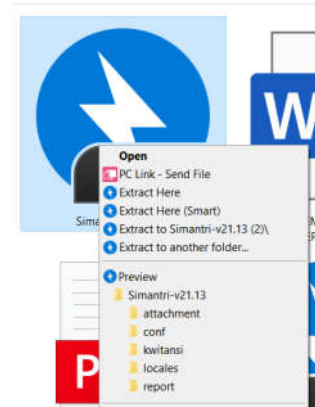 W
Sima
Open
PC Link - Send File
Extract Here
Extract Here (Smart)
Extract to Simantri-v21.13 (2)\
Extract to another folder...
Preview
Simantri-v21.13
attachment
conf
kwitansi
locales
report
P